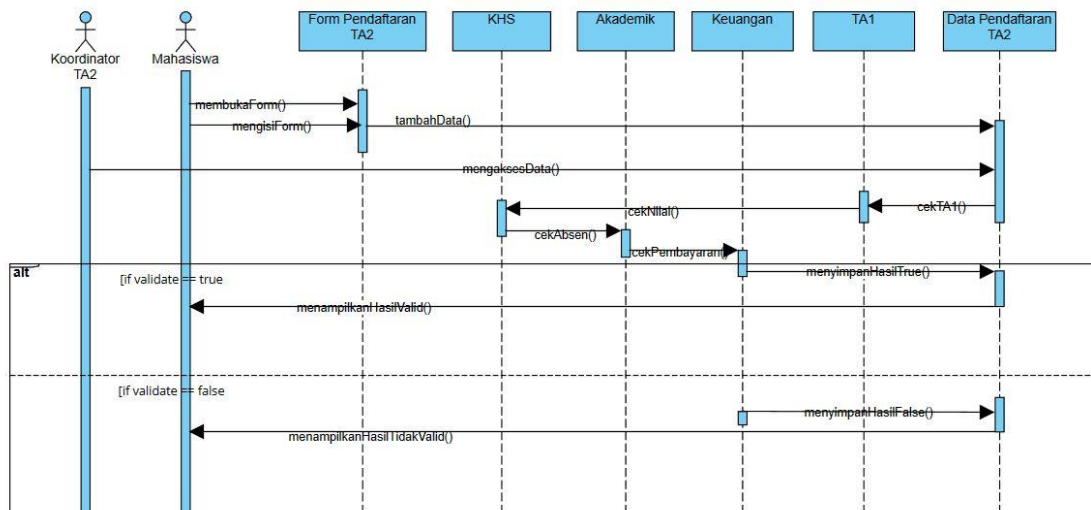 Form Pendaftaran
TA2
KHS
Akademik
Keuangan
TA1
Data Pendaftaran
TA2
Koordinator
TA2
Mahasiswa
membukaForm()
mengisiForm()
tambahData()
mengaksesData()
cekTA1()
cekNilai()
cekAbsen()
cekPembayaran()
alt
[if validate == true
menyimpanHasilTrue()
menampilkanHasilValid()
[if validate == false
menyimpanHasilFalse()
menampilkanHasilTidakValid()